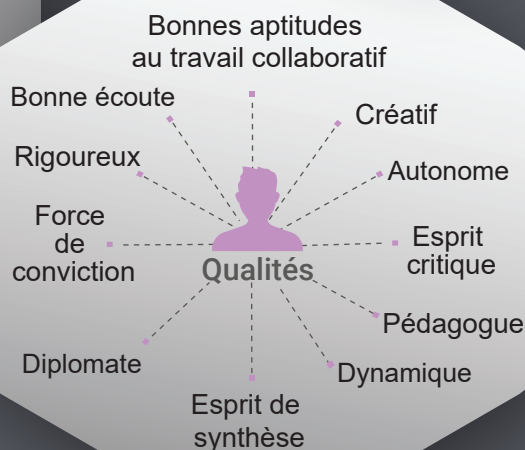 Bonnes aptitudes
au travail collaboratif
Bonne écoute
Créatif
Rigoureux
Autonome
Force
de
conviction
Esprit
critique
Qualités
Pédagogue
Diplomate
Dynamique
Esprit de
synthèse